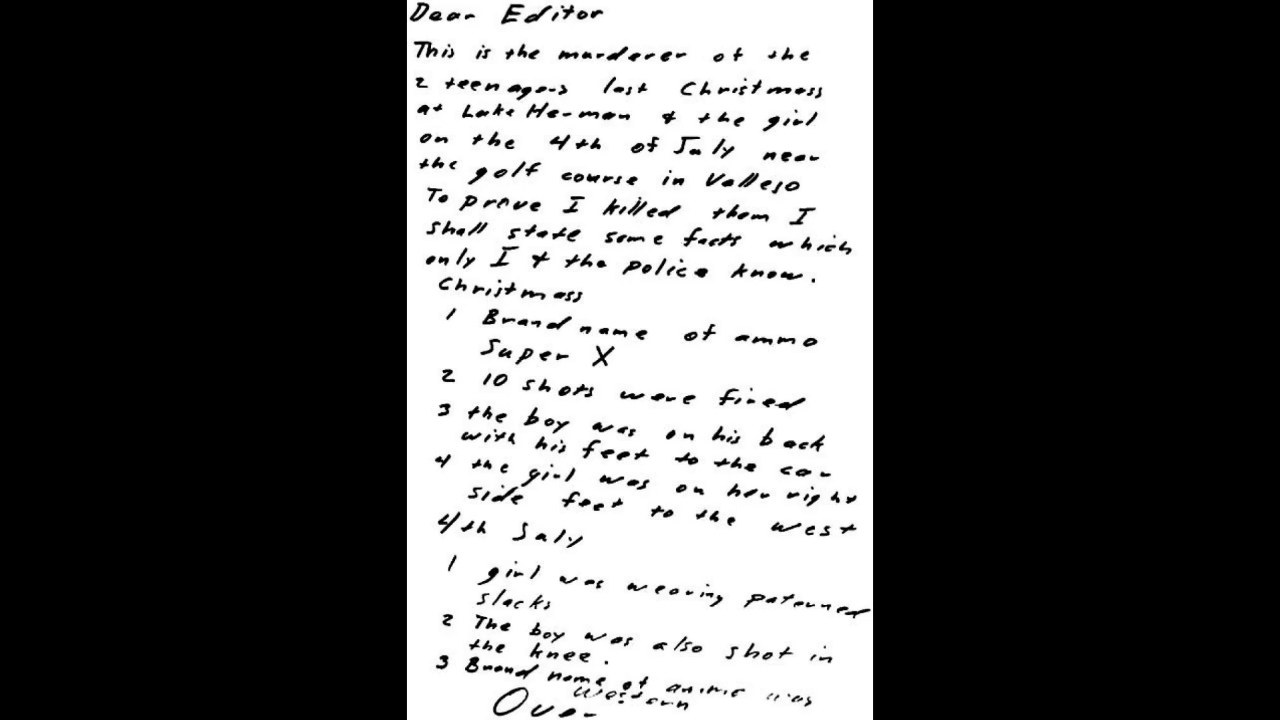 Dear Editor
This is the murderer of the
2 teenagers last Christmass
at Lake Herman & the girl
on the 4th of July near
the golf course in Vallejo
To prove I killed them I
shall state some facts which
only I & the police know.
Christmass
1 Brand name of ammo
Super X
2 10 shots were fired
3 the boy was on his back
with his feet to the car
4 the girl was on her right
side feet to the west
4th July
1 girl was wearing paterned
slacks
2 The boy was also shot in
the knee.
3 Brand name of ammo was
Western
Over